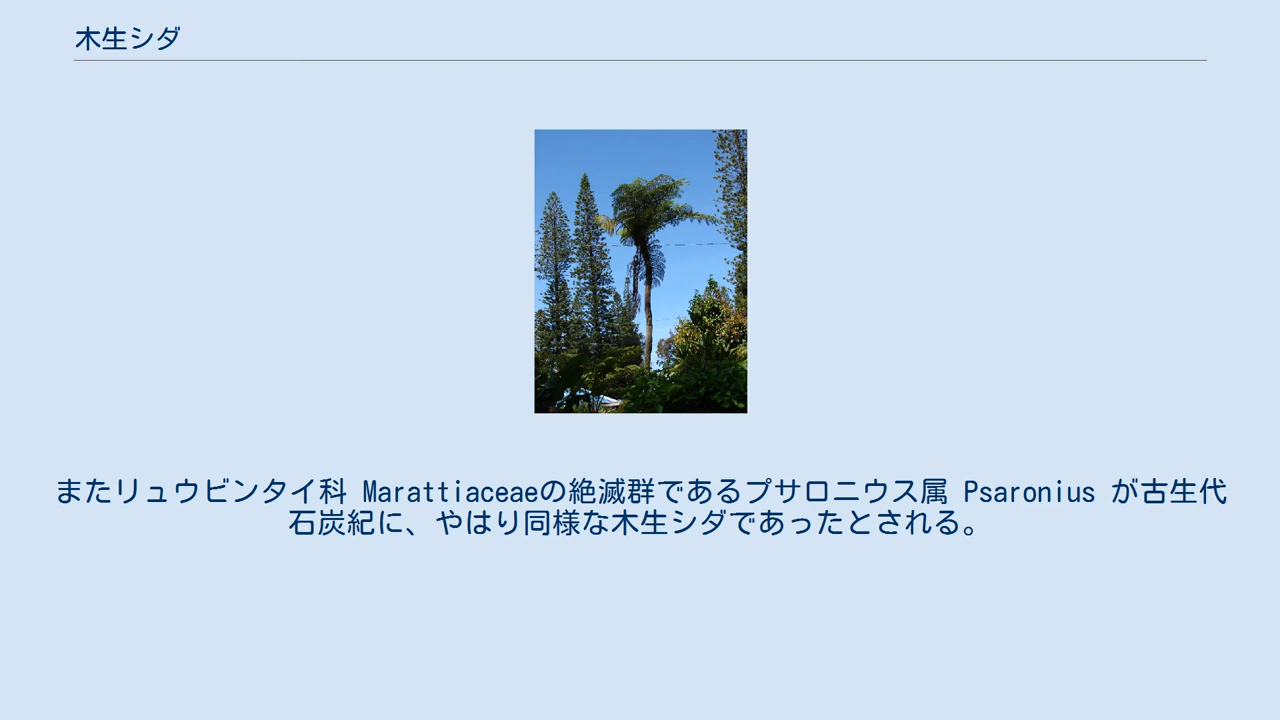 木生シダ
またリュウビンタイ科 Marattiaceaeの絶滅群であるプサロニウス属 Psaronius が古生代
石炭紀に、やはり同様な木生シダであったとされる。